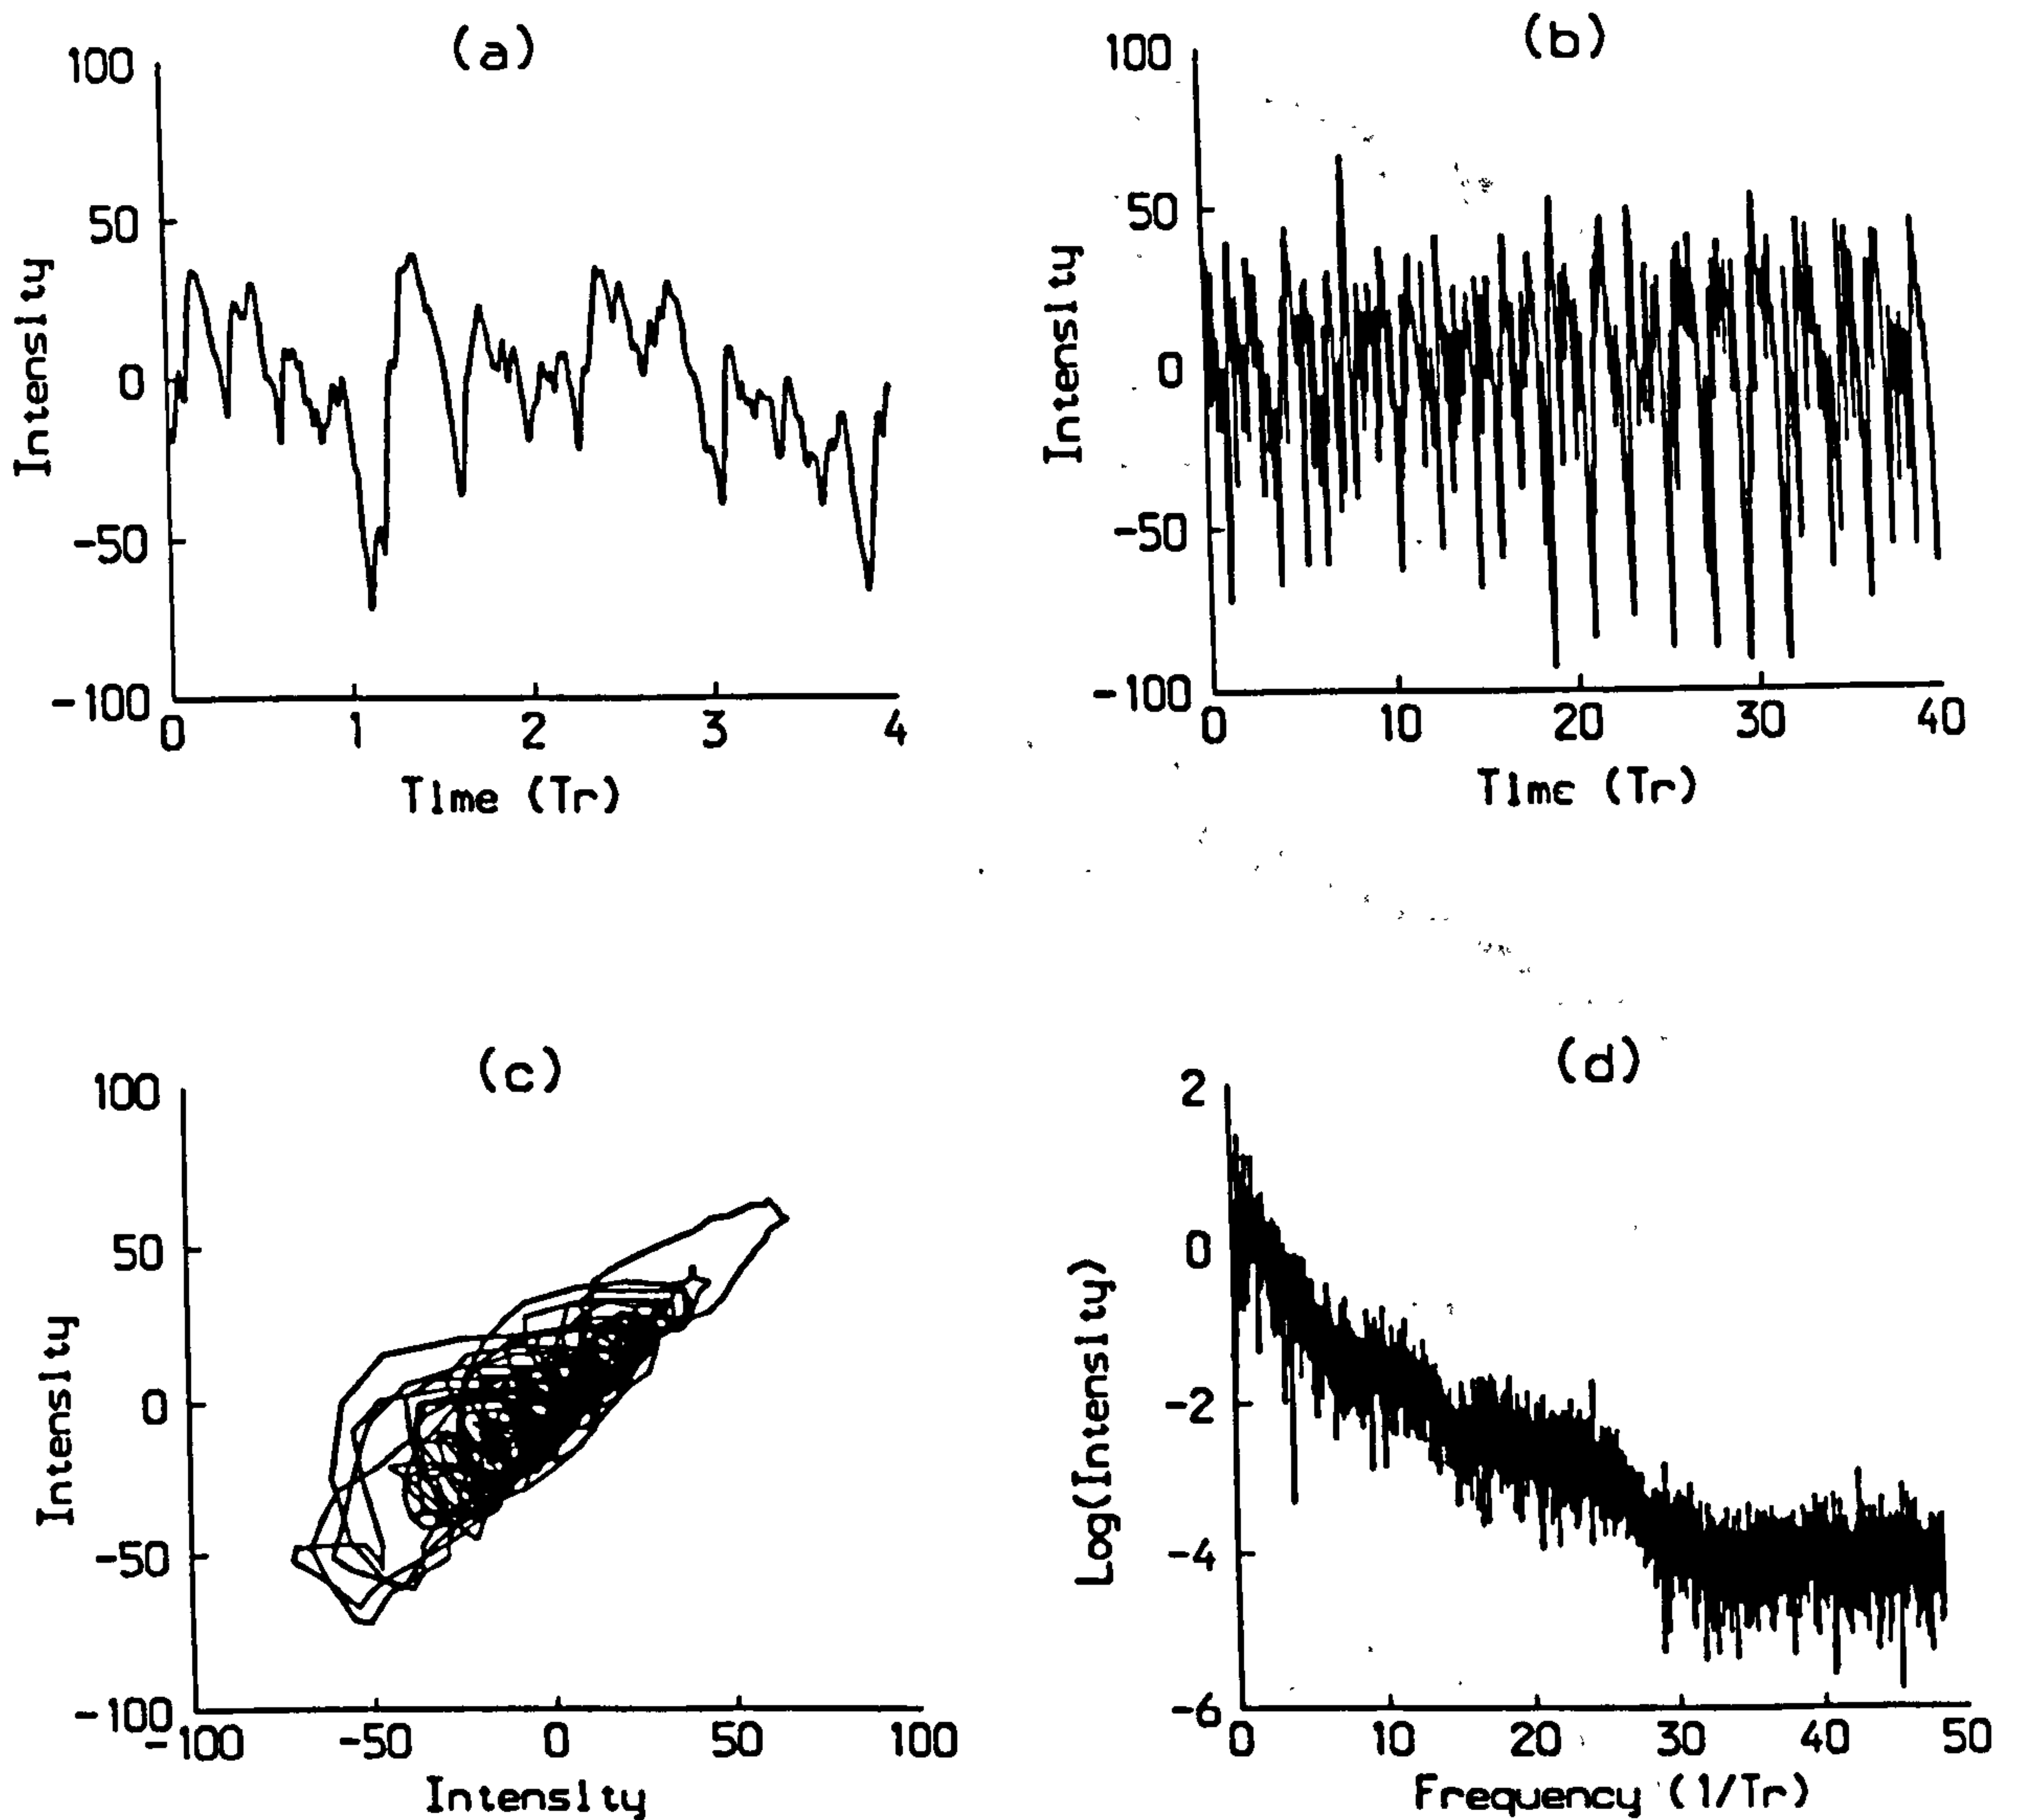 (a)
100
50
0
-50
-100
Intensity
0 1 2 3 4
Time (Tr)
(b)
100
50
0
-50
-100
Intensity
0 10 20 30 40
Time (Tr)
(c)
100
50
0
-50
-100
Intensity
-100 -50 0 50 100
Intensity
(d)
2
0
-2
-4
-6
Log(Intensity)
0 10 20 30 40 50
Frequency (1/Tr)